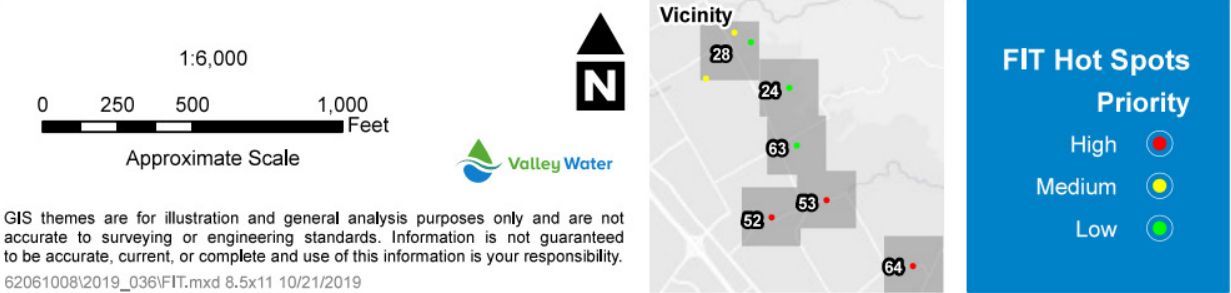 1:6,000
0 250 500 1,000
Feet
Approximate Scale
N
Valley Water
GIS themes are for illustration and general analysis purposes only and are not
accurate to surveying or engineering standards. Information is not guaranteed
to be accurate, current, or complete and use of this information is your responsibility.
62061008\2019_036\FIT.mxd 8.5x11 10/21/2019
Vicinity
28
24
63
53
52
64
FIT Hot Spots
Priority
High
Medium
Low